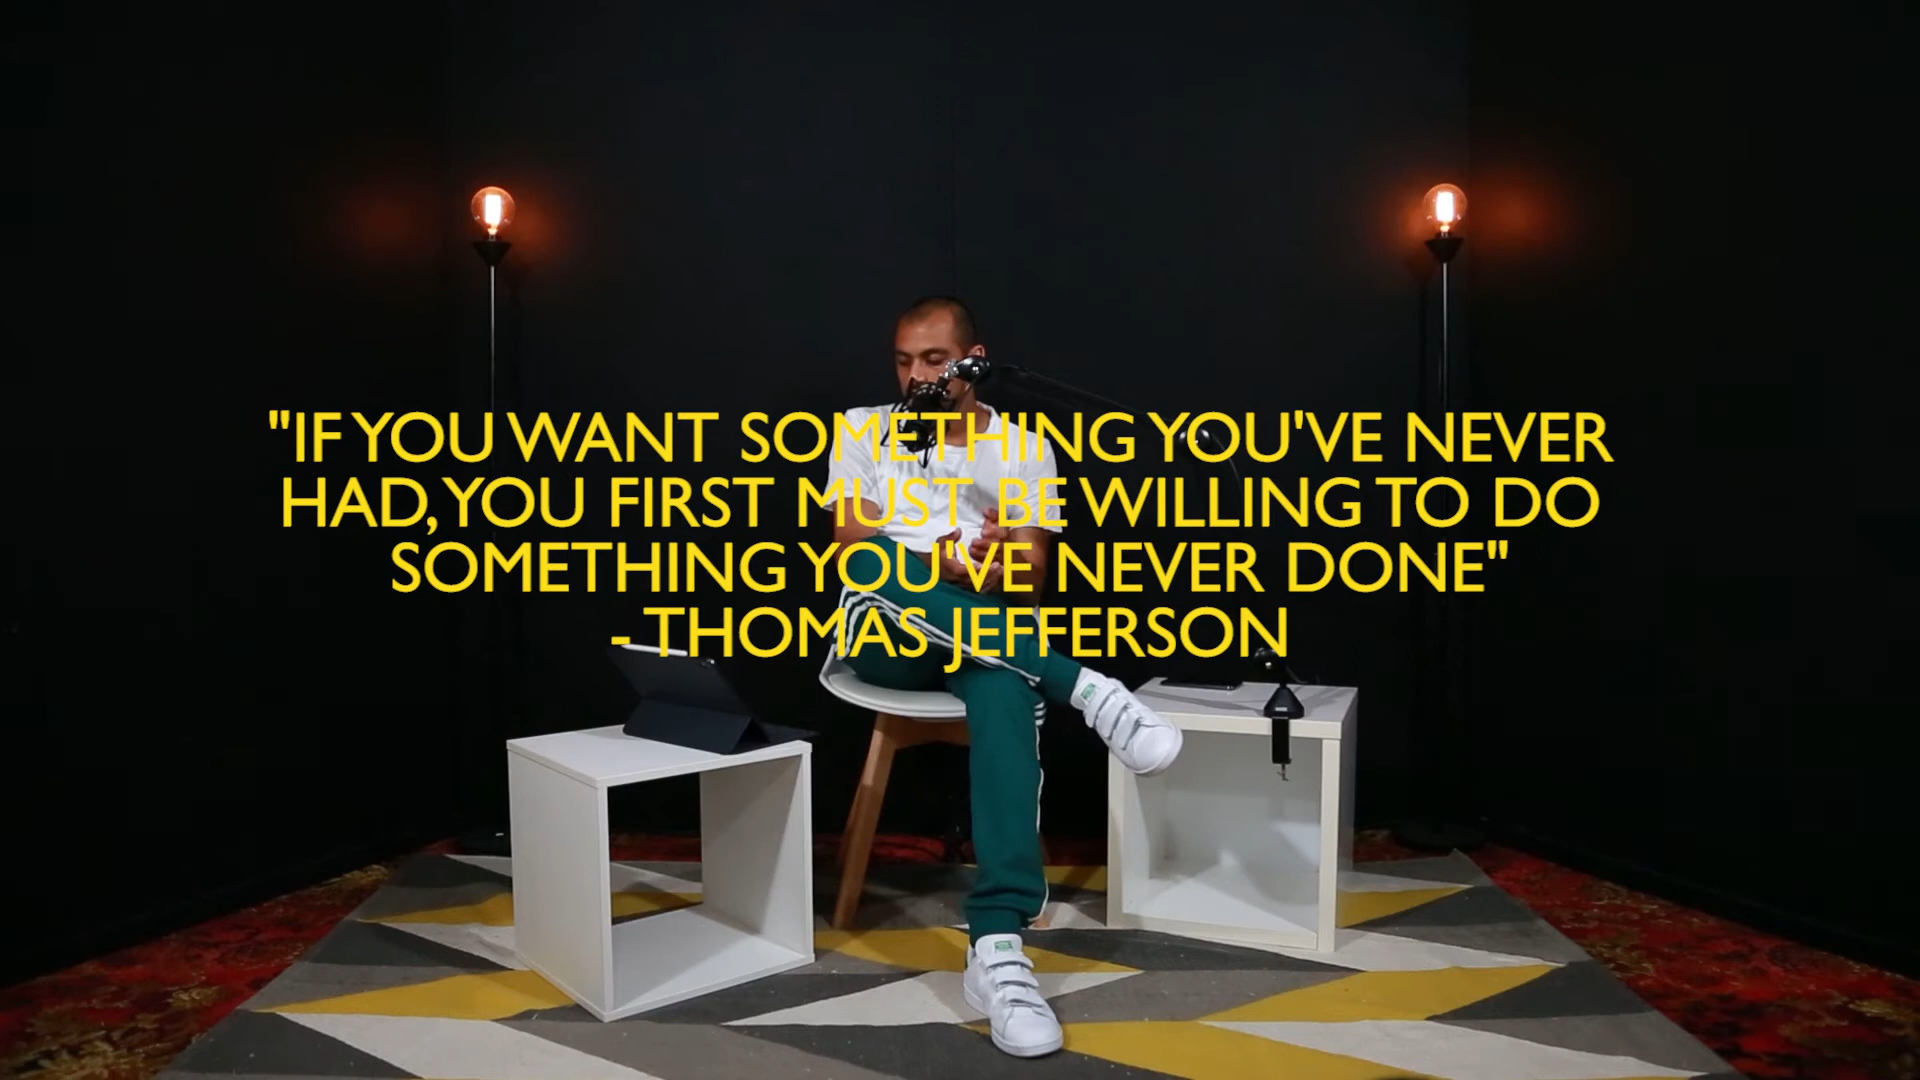 "IF YOU WANT SOMETHING YOU'VE NEVER
HAD, YOU FIRST MUST BE WILLING TO DO
SOMETHING YOU'VE NEVER DONE"
- THOMAS JEFFERSON